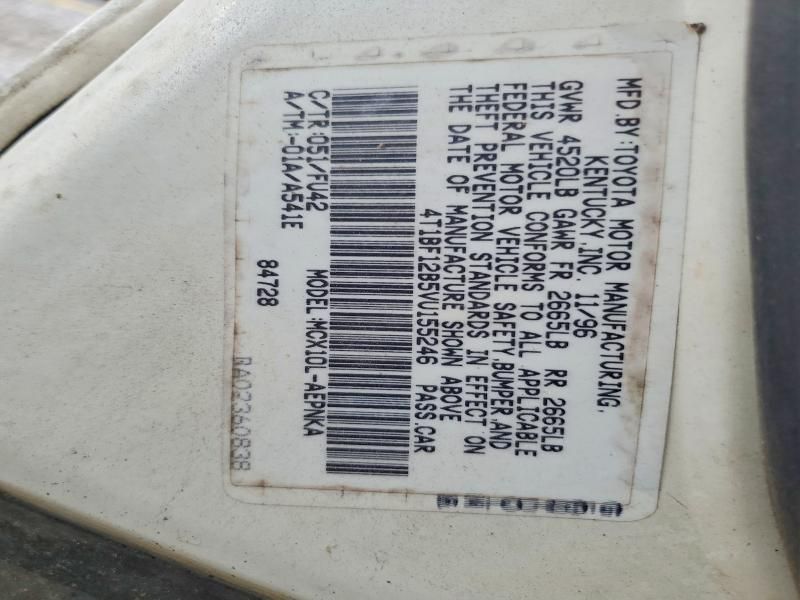 MFD.BY:TOYOTA MOTOR MANUFACTURING,
KENTUCKY,INC. 11/96
GVWR 4520LB GAWR FR 2665LB RR 2665LB
THIS VEHICLE CONFORMS TO ALL APPLICABLE
FEDERAL MOTOR VEHICLE SAFETY,BUMPER,AND
THEFT PREVENTION STANDARDS IN EFFECT ON
THE DATE OF MANUFACTURE SHOWN ABOVE
4T1BF12B5VU155246 PASS.CAR
C/TR:051/FU42 MODEL:MCX10L-AEPNKA
A/TM:-01A/A541E
84728
BA0236083B